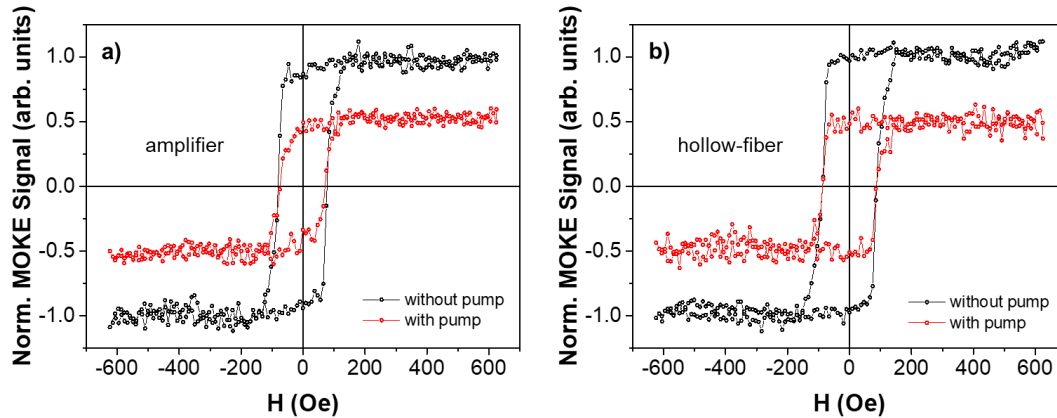 a)
amplifier
without pump
with pump
1.0
0.5
0.0
-0.5
-1.0
-600 -400 -200 0 200 400 600
Norm. MOKE Signal (arb. units)
H (Oe)
b)
hollow-fiber
without pump
with pump
1.0
0.5
0.0
-0.5
-1.0
-600 -400 -200 0 200 400 600
Norm. MOKE Signal (arb. units)
H (Oe)